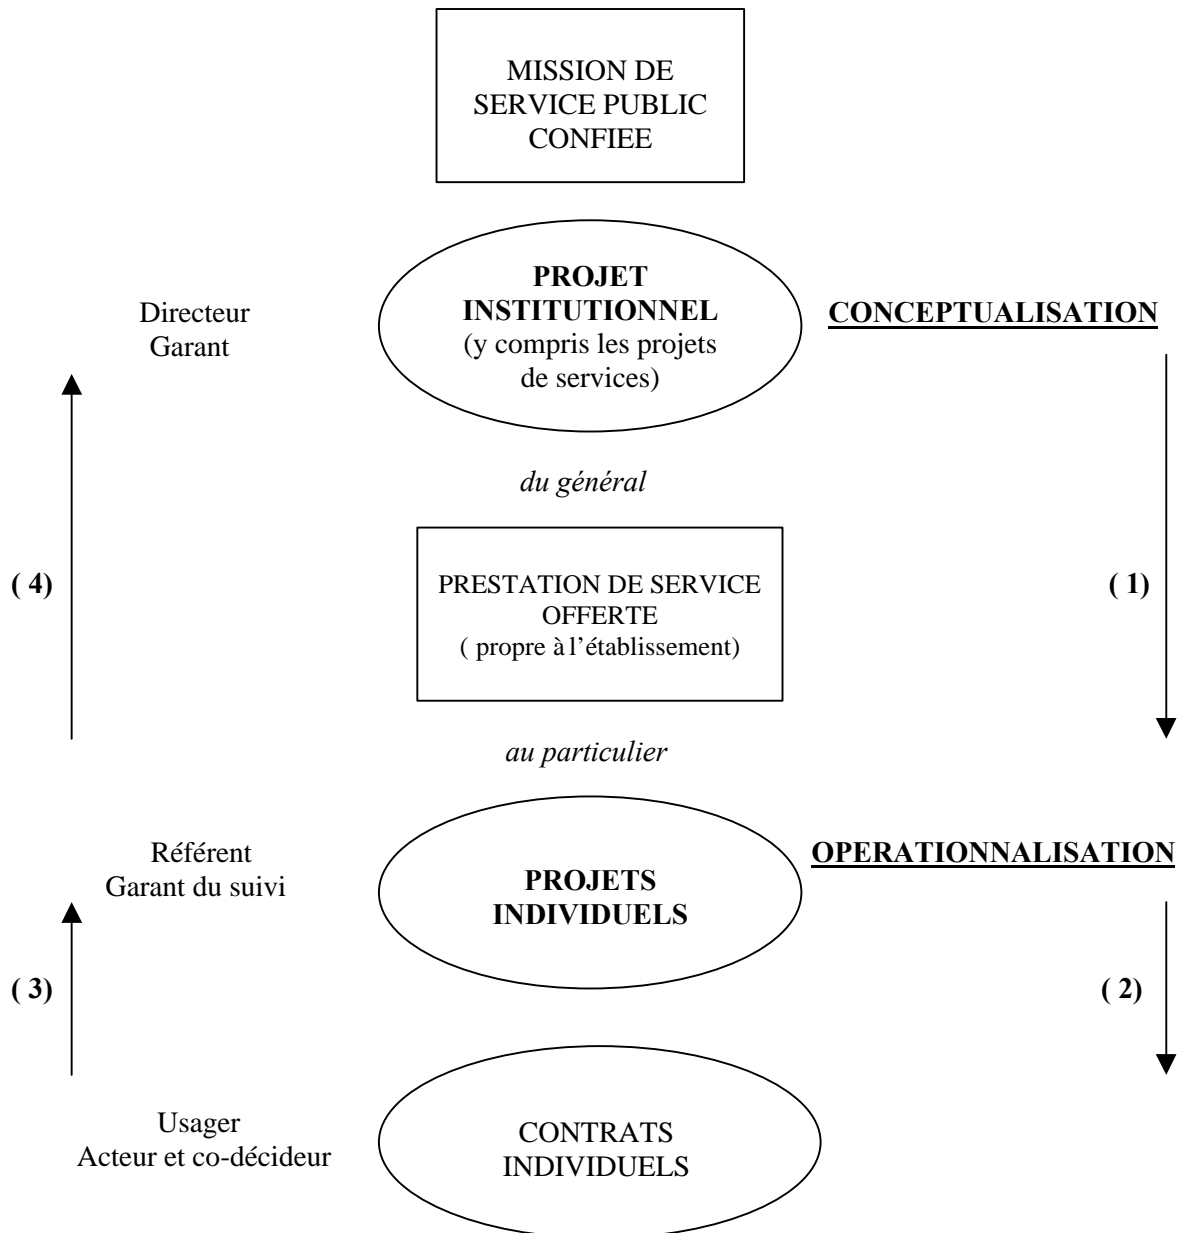 MISSION DE
SERVICE PUBLIC
CONFIEE
Directeur
Garant
PROJET
INSTITUTIONNEL
(y compris les projets
de services)
CONCEPTUALISATION
du général
( 4)
PRESTATION DE SERVICE
OFFERTE
( propre à l’établissement)
( 1)
au particulier
Référent
Garant du suivi
PROJETS
INDIVIDUELS
OPERATIONNALISATION
( 3)
( 2)
Usager
Acteur et co-décideur
CONTRATS
INDIVIDUELS